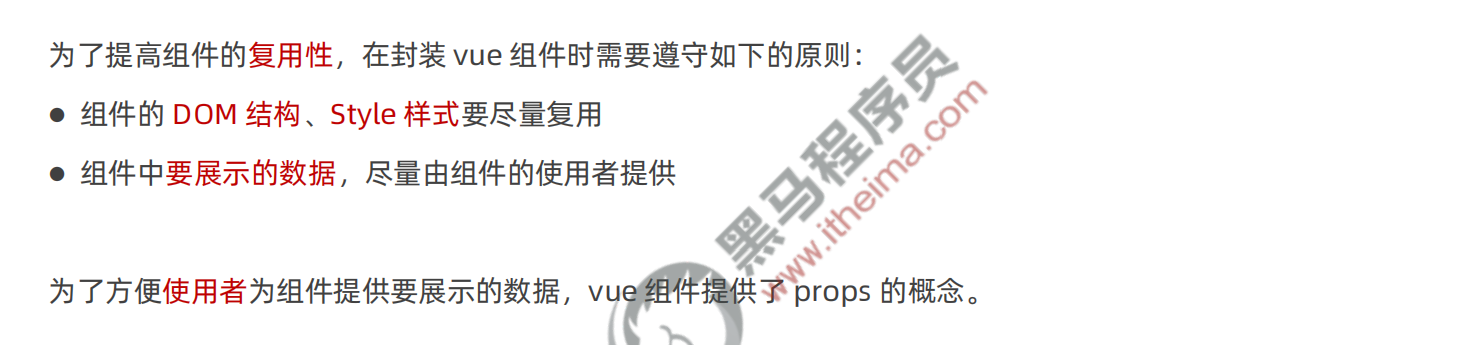 为了提高组件的复用性，在封装 vue 组件时需要遵守如下的原则：
● 组件的 DOM 结构、Style 样式要尽量复用
● 组件中要展示的数据，尽量由组件的使用者提供
为了方便使用者为组件提供要展示的数据，vue 组件提供了 props 的概念。
黑马程序员
www.itheima.com